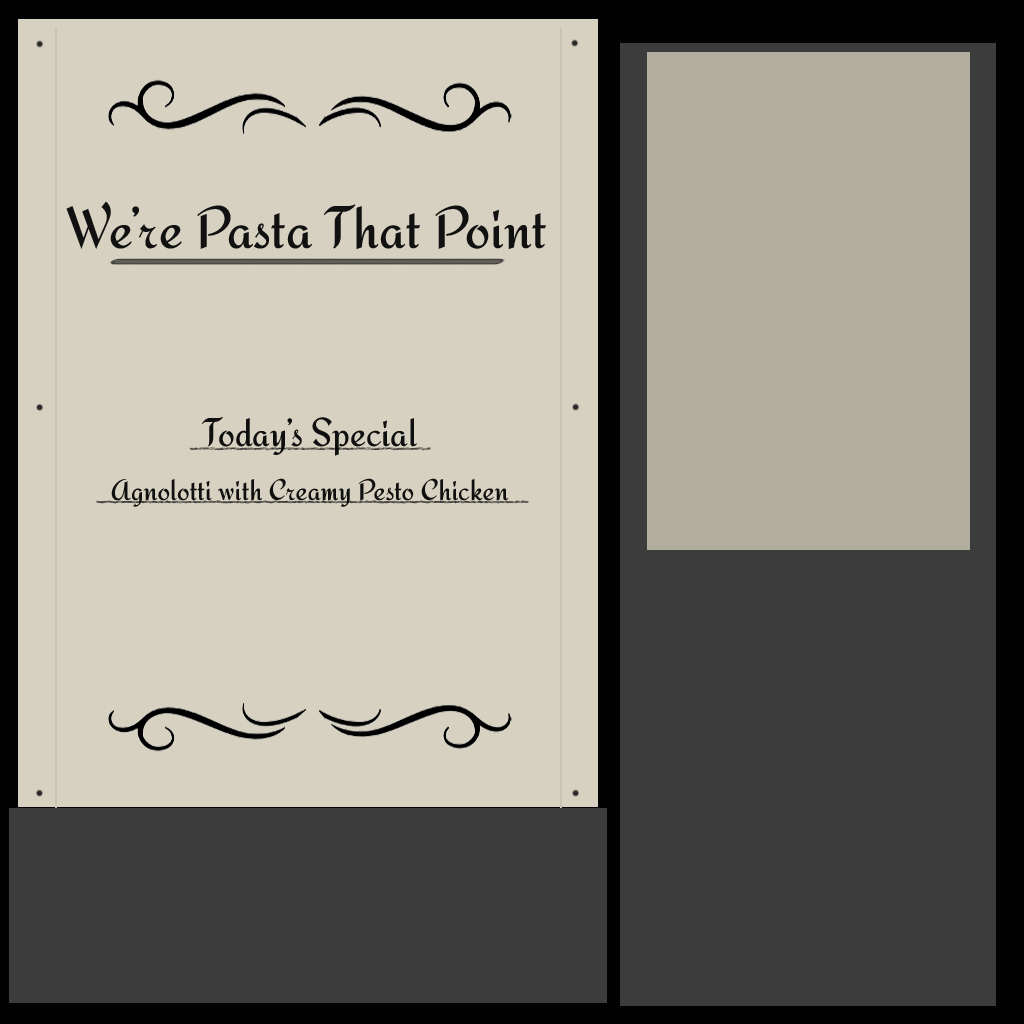 We're Pasta That Point
Today's Special
Agnolotti with Creamy Pesto Chicken